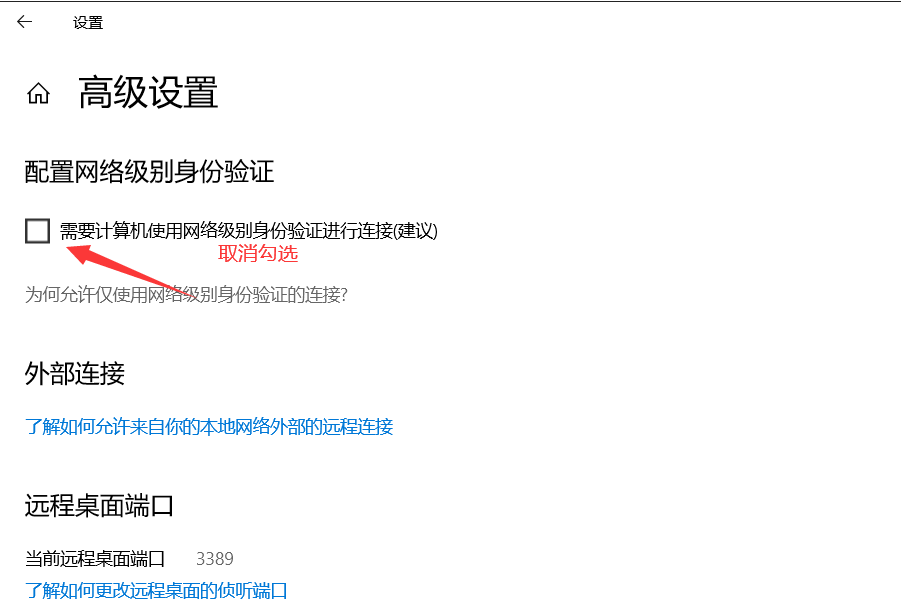 设置
高级设置
配置网络级别身份验证
需要计算机使用网络级别身份验证进行连接(建议)
取消勾选
为何允许仅使用网络级别身份验证的连接?
外部连接
了解如何允许来自你的本地网络外部的远程连接
远程桌面端口
当前远程桌面端口 3389
了解如何更改远程桌面的侦听端口